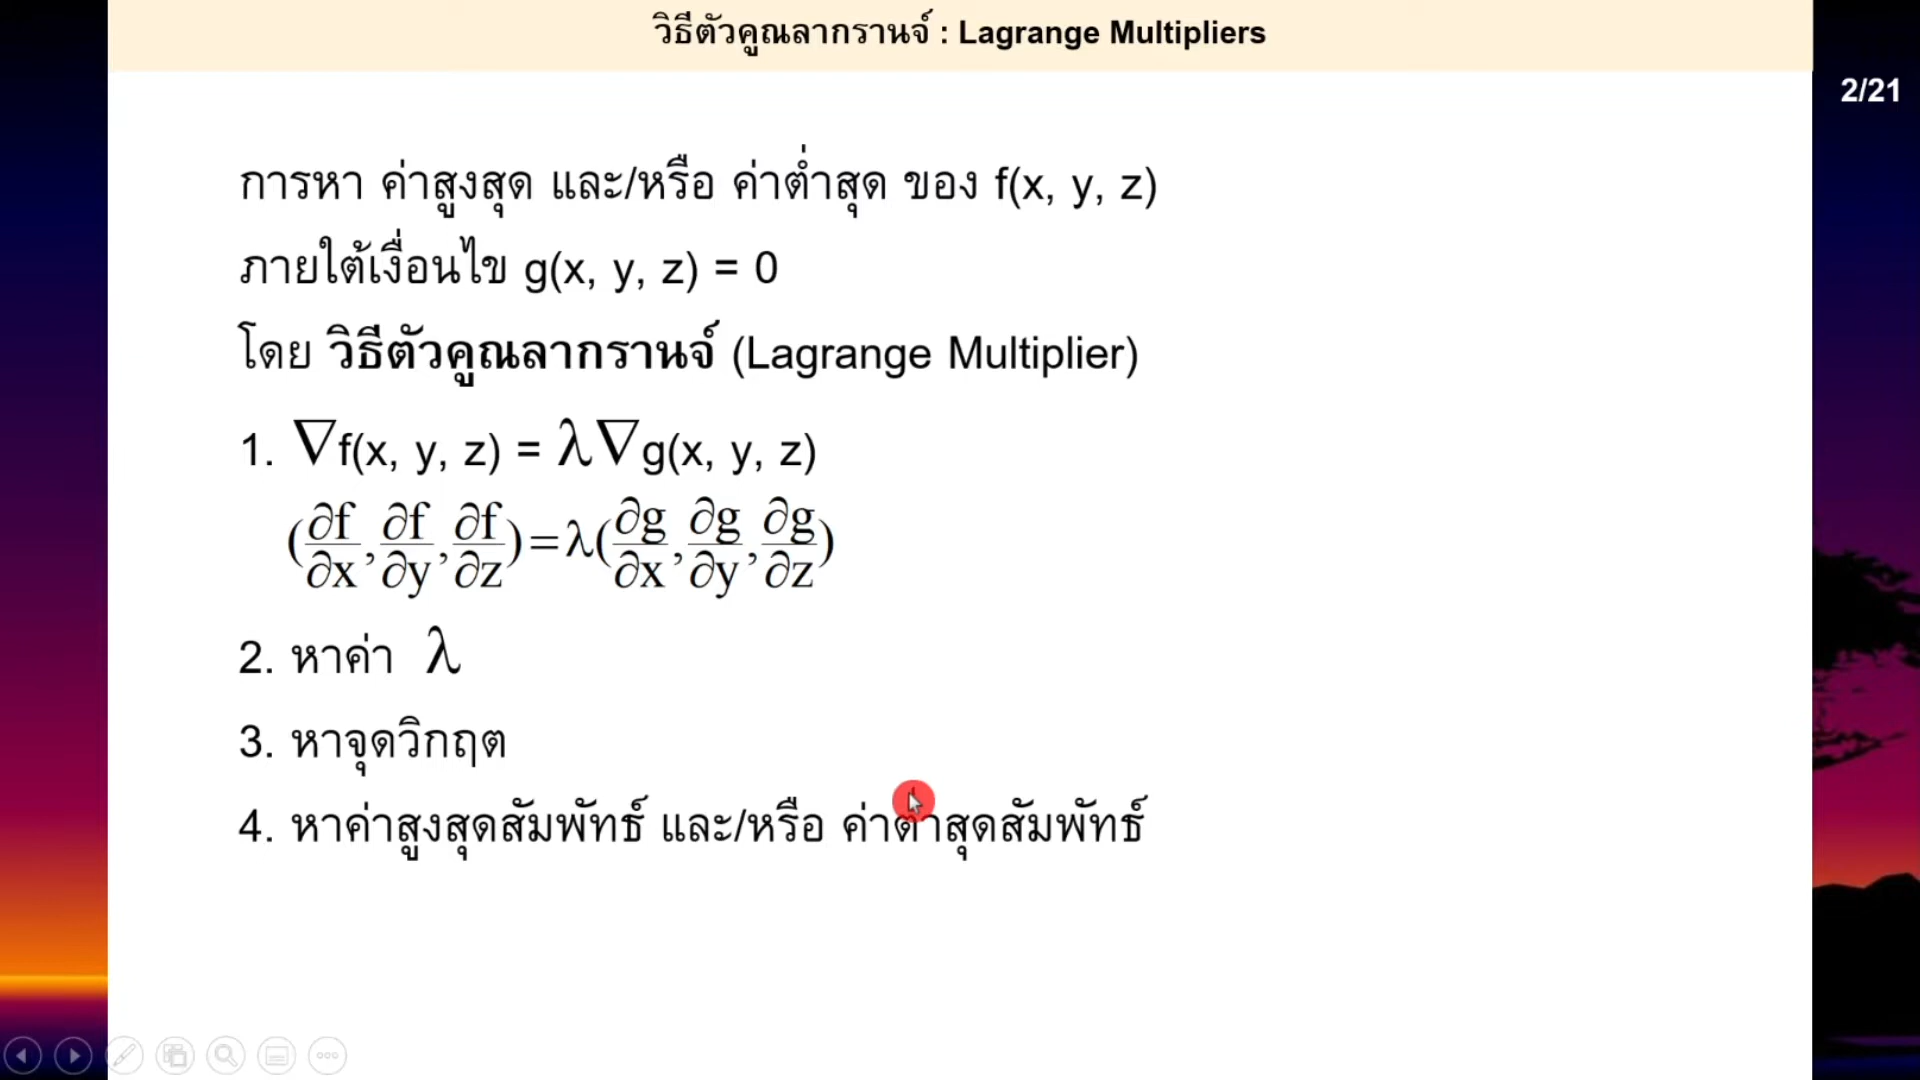 วิธีตัวคูณลากรานจ์ : Lagrange Multipliers
2/21
การหา ค่าสูงสุด และ/หรือ ค่าต่ำสุด ของ f(x, y, z)
ภายใต้เงื่อนไข g(x, y, z) = 0
โดย วิธีตัวคูณลากรานจ์ (Lagrange Multiplier)
1. ∇f(x, y, z) = λ∇g(x, y, z)
(∂f/∂x, ∂f/∂y, ∂f/∂z) = λ(∂g/∂x, ∂g/∂y, ∂g/∂z)
2. หาค่า λ
3. หาจุดวิกฤต
4. หาค่าสูงสุดสัมพัทธ์ และ/หรือ ค่าต่ำสุดสัมพัทธ์